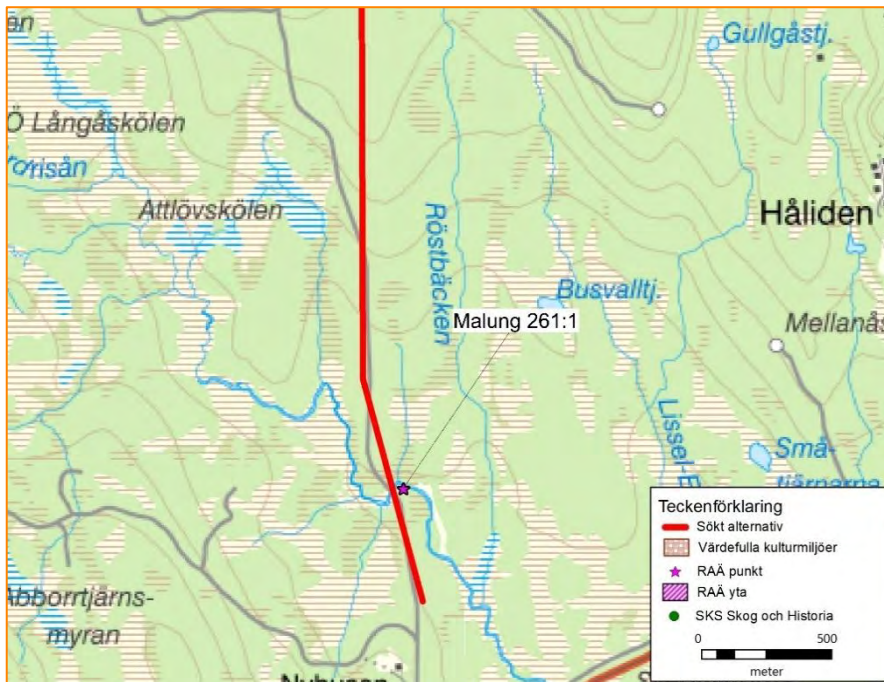 Gullgåstj.
Ö Långåskölen
Attlövskölen
Röstbäcken
Håliden
Busvalltj.
Malung 261:1
Mellanås
Lissel-
Små-
tjärnarna
Abborrtjärns-
myran
Teckenförklaring
Sökt alternativ
Värdefulla kulturmiljöer
RAÄ punkt
RAÄ yta
SKS Skog och Historia
0 500
meter